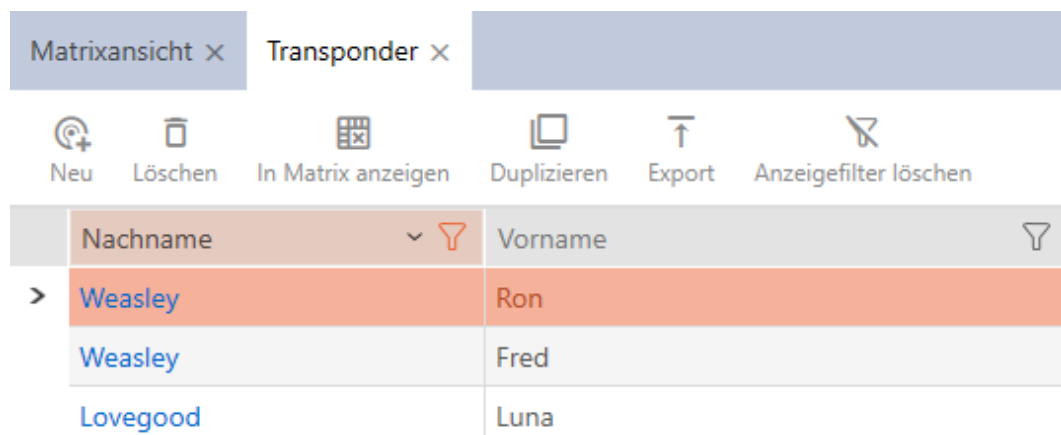 Matrixansicht × Transponder ×
Neu Löschen In Matrix anzeigen Duplizieren Export Anzeigefilter löschen
Nachname Vorname
Weasley Ron
Weasley Fred
Lovegood Luna